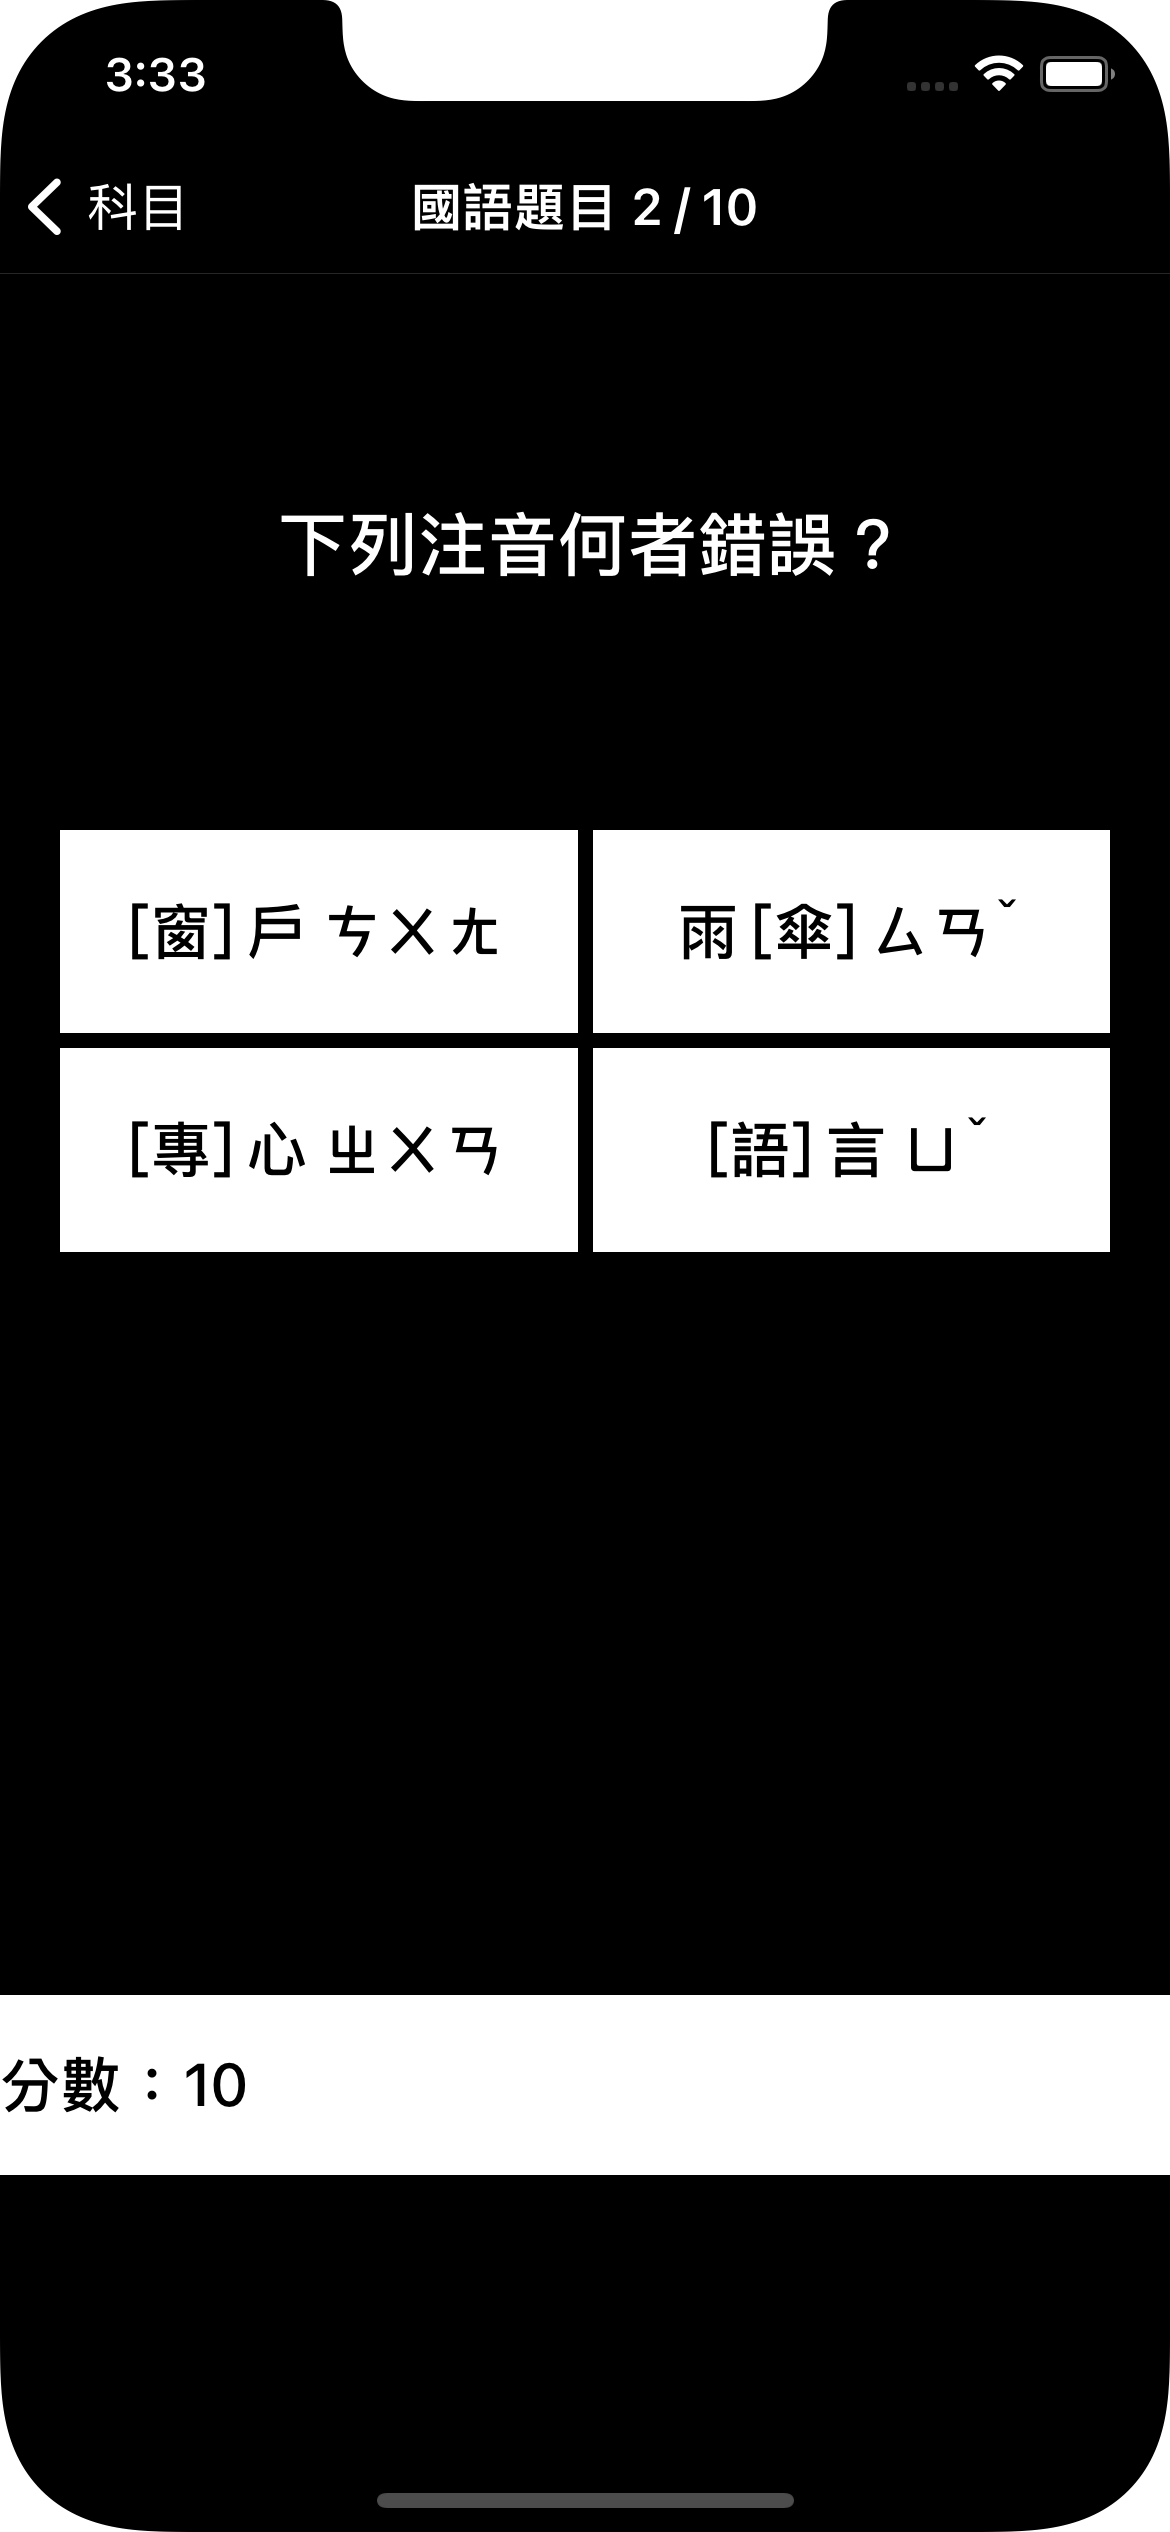 3:33
科目
國語題目 2 / 10
下列注音何者錯誤？
[窗]戶 ㄘㄨㄤ
雨[傘] ㄙㄢˇ
[專]心 ㄓㄨㄢ
[語]言 ㄩˇ
分數：10